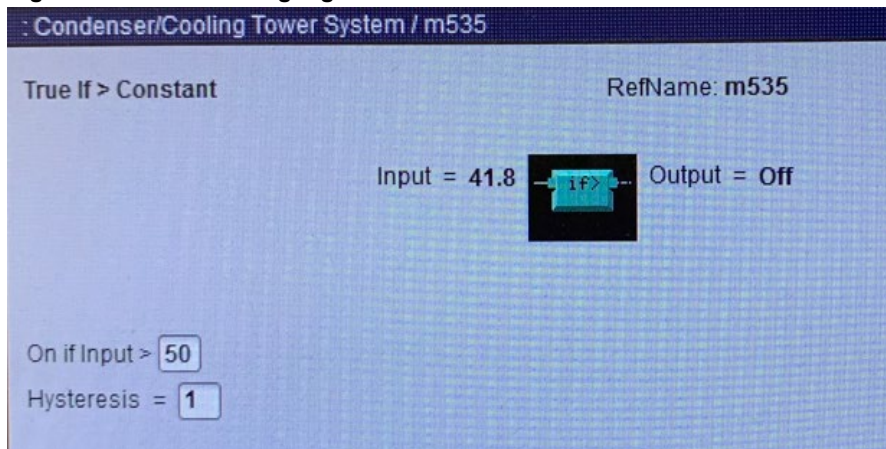 : Condenser/Cooling Tower System / m535
True If > Constant
RefName: m535
Input = 41.8
if>
Output = Off
On if Input > 50
Hysteresis = 1